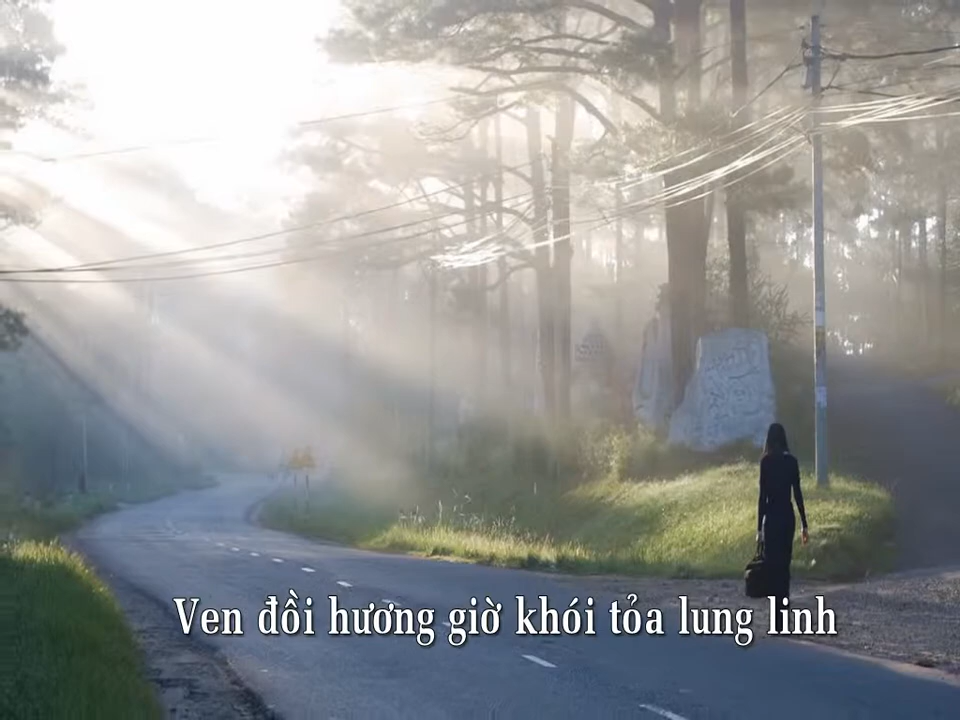 Ven đồi hương giờ khói tỏa lung linh